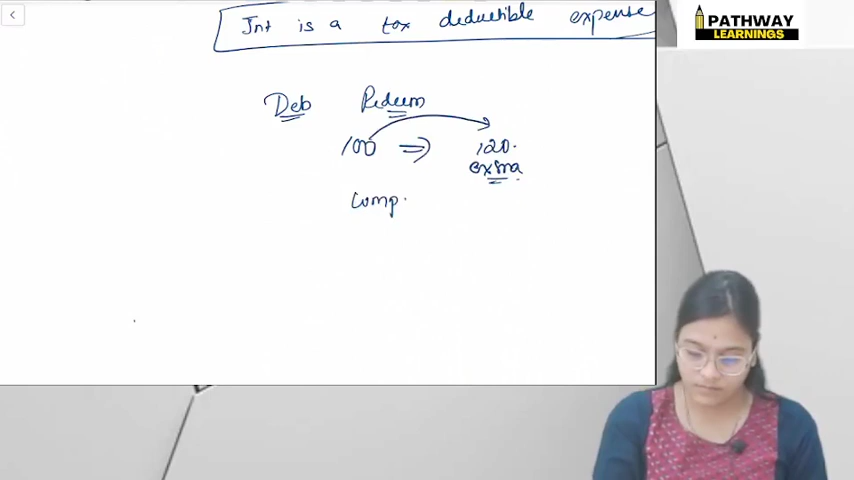 Int is a tax deductible expense
PATHWAY
LEARNINGS
Deb Redeem
100 ⇒ 120.
extra
Comp.